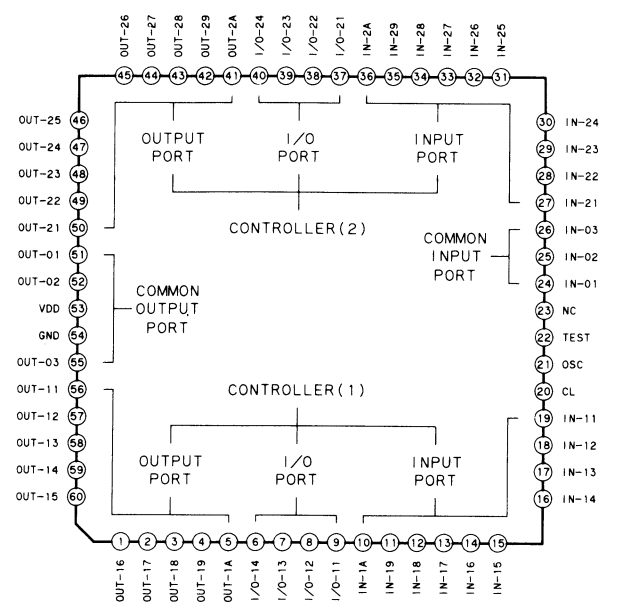 OUT-26 OUT-27 OUT-28 OUT-29 OUT-2A I/O-24 I/O-23 I/O-22 I/O-21 IN-2A IN-29 IN-28 IN-27 IN-26 IN-25
45 44 43 42 41 40 39 38 37 36 35 34 33 32 31
OUT-25 46
OUT-24 47
OUT-23 48
OUT-22 49
OUT-21 50
OUT-01 51
OUT-02 52
VDD 53
GND 54
OUT-03 55
OUT-11 56
OUT-12 57
OUT-13 58
OUT-14 59
OUT-15 60
OUTPUT
PORT
I/O
PORT
INPUT
PORT
CONTROLLER(2)
COMMON
INPUT
PORT
COMMON
OUTPUT
PORT
CONTROLLER(1)
OUTPUT
PORT
I/O
PORT
INPUT
PORT
30 IN-24
29 IN-23
28 IN-22
27 IN-21
26 IN-03
25 IN-02
24 IN-01
23 NC
22 TEST
21 OSC
20 CL
19 IN-11
18 IN-12
17 IN-13
16 IN-14
1 2 3 4 5 6 7 8 9 10 11 12 13 14 15
OUT-16 OUT-17 OUT-18 OUT-19 OUT-1A I/O-14 I/O-13 I/O-12 I/O-11 IN-1A IN-19 IN-18 IN-17 IN-16 IN-15